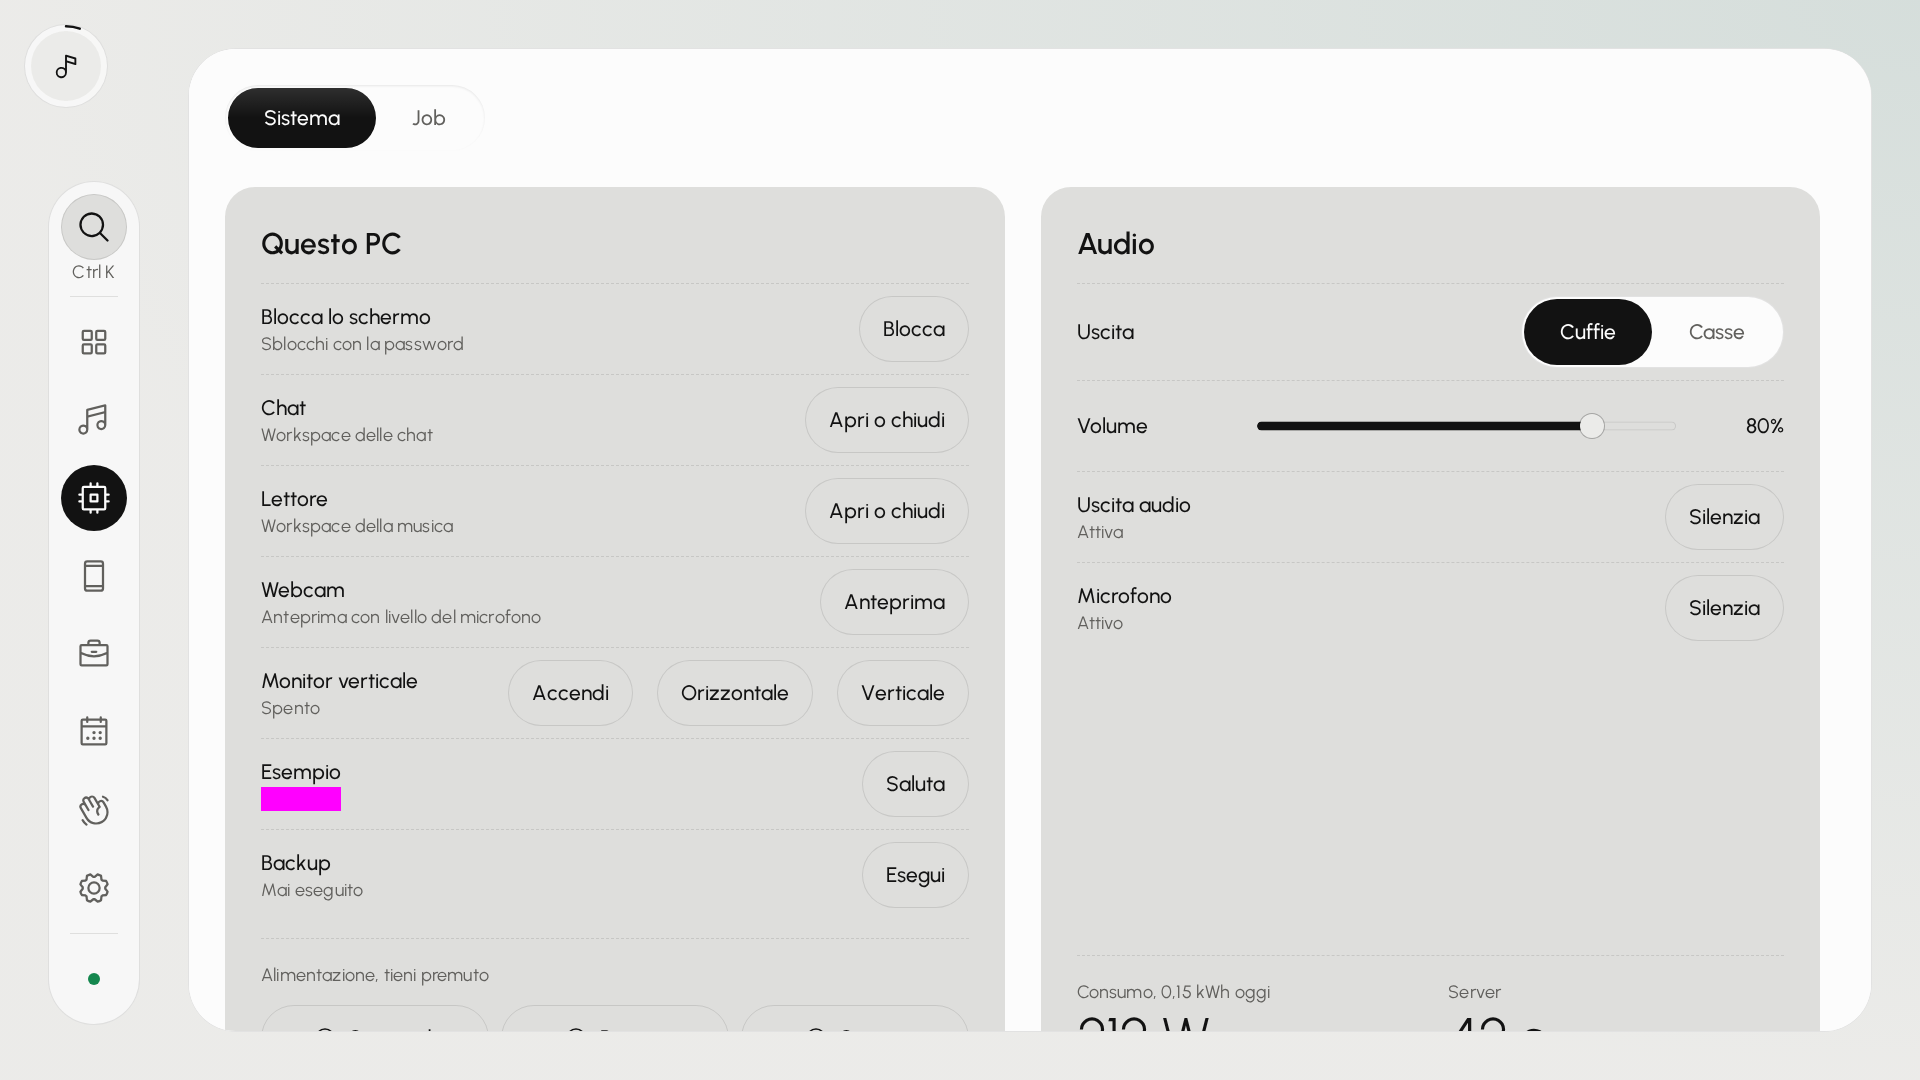 Sistema
Job
Ctrl K
Questo PC
Blocca lo schermo
Sblocchi con la password
Blocca
Chat
Workspace delle chat
Apri o chiudi
Lettore
Workspace della musica
Apri o chiudi
Webcam
Anteprima con livello del microfono
Anteprima
Monitor verticale
Spento
Accendi
Orizzontale
Verticale
Esempio
Saluta
Backup
Mai eseguito
Esegui
Alimentazione, tieni premuto
Audio
Uscita
Cuffie
Casse
Volume
80%
Uscita audio
Attiva
Silenzia
Microfono
Attivo
Silenzia
Consumo, 0,15 kWh oggi
Server